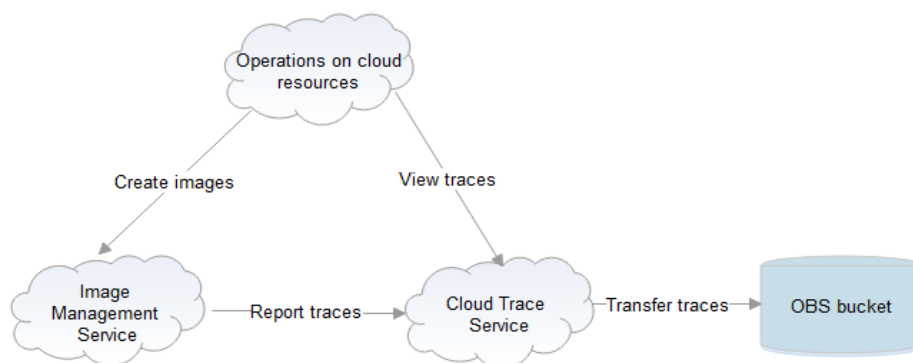 Operations on cloud
resources
Create images
View traces
Image
Management
Service
Report traces
Cloud Trace
Service
Transfer traces
OBS bucket